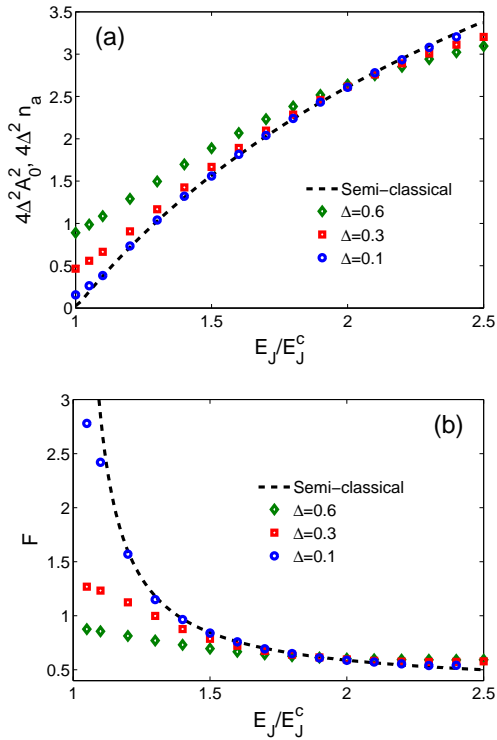 (a)
3.5
3
2.5
2
1.5
1
0.5
0
4Δ²A₀², 4Δ² nₐ
Semi−classical
Δ=0.6
Δ=0.3
Δ=0.1
1 1.5 2 2.5
E_J/E_J^c
(b)
3
2.5
2
1.5
1
0.5
F
Semi−classical
Δ=0.6
Δ=0.3
Δ=0.1
1 1.5 2 2.5
E_J/E_J^c